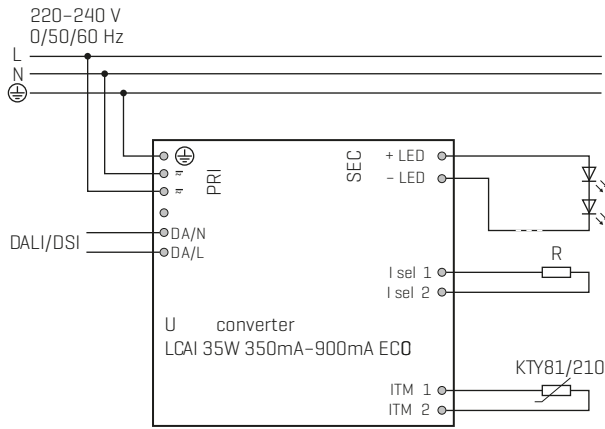 220–240 V
0/50/60 Hz
L
N
PRI
SEC
+ LED
– LED
DA/N
DA/L
DALI/DSI
I sel 1
I sel 2
R
U converter
LCAI 35W 350mA–900mA ECO
KTY81/210
ITM 1
ITM 2